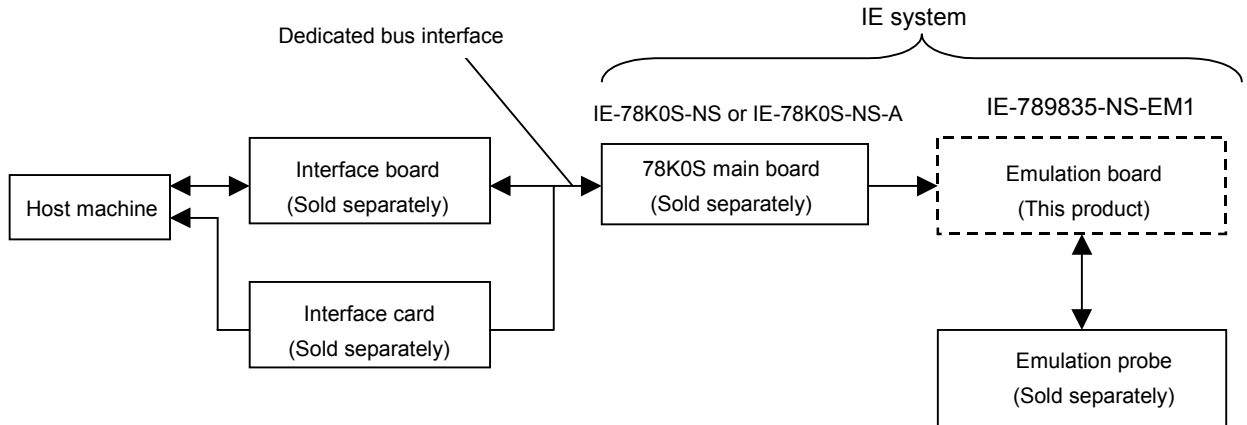 IE system
Dedicated bus interface
IE-78K0S-NS or IE-78K0S-NS-A
IE-789835-NS-EM1
Host machine
Interface board
(Sold separately)
78K0S main board
(Sold separately)
Emulation board
(This product)
Interface card
(Sold separately)
Emulation probe
(Sold separately)